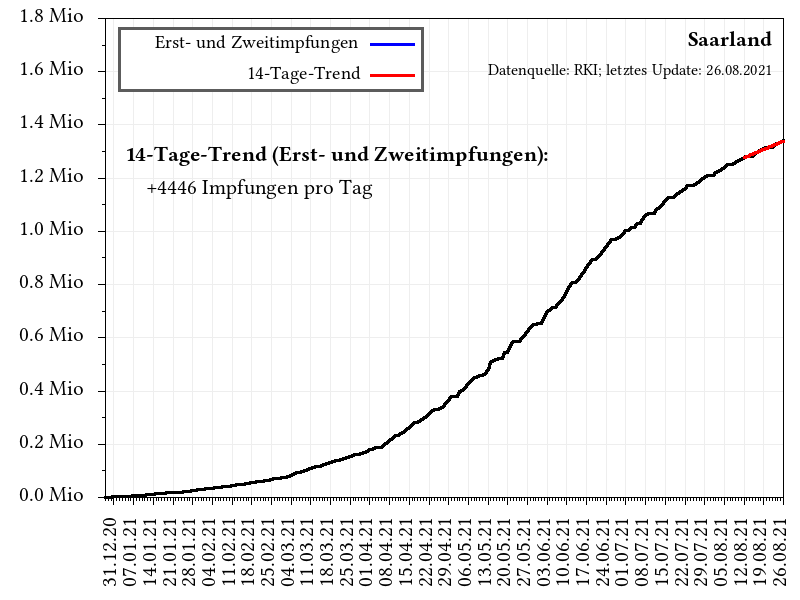 1.8 Mio
1.6 Mio
1.4 Mio
1.2 Mio
1.0 Mio
0.8 Mio
0.6 Mio
0.4 Mio
0.2 Mio
0.0 Mio
Erst- und Zweitimpfungen
14-Tage-Trend
Saarland
Datenquelle: RKI; letztes Update: 26.08.2021
14-Tage-Trend (Erst- und Zweitimpfungen):
+4446 Impfungen pro Tag
31.12.20
07.01.21
14.01.21
21.01.21
28.01.21
04.02.21
11.02.21
18.02.21
25.02.21
04.03.21
11.03.21
18.03.21
25.03.21
01.04.21
08.04.21
15.04.21
22.04.21
29.04.21
06.05.21
13.05.21
20.05.21
27.05.21
03.06.21
10.06.21
17.06.21
24.06.21
01.07.21
08.07.21
15.07.21
22.07.21
29.07.21
05.08.21
12.08.21
19.08.21
26.08.21